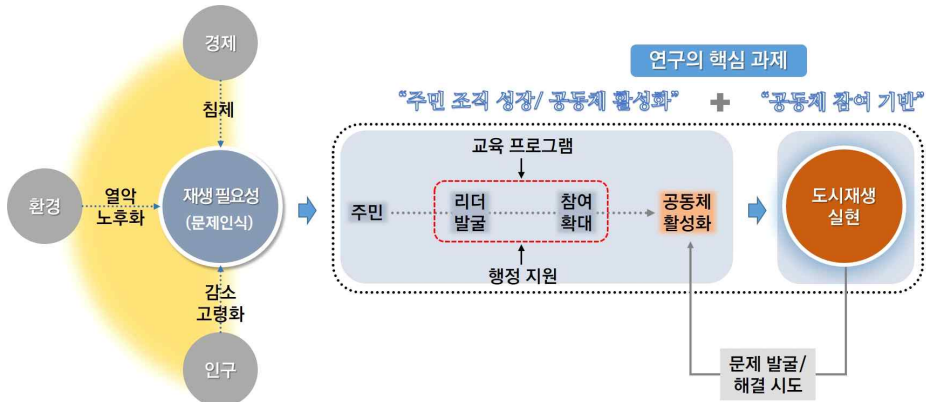 경제
침체
환경
열악
노후화
재생 필요성
(문제인식)
감소
고령화
인구
연구의 핵심 과제
“주민 조직 성장/ 공동체 활성화” + “공동체 참여 기반”
교육 프로그램
주민
리더
발굴
참여
확대
공동체
활성화
행정 지원
도시재생
실현
문제 발굴/
해결 시도